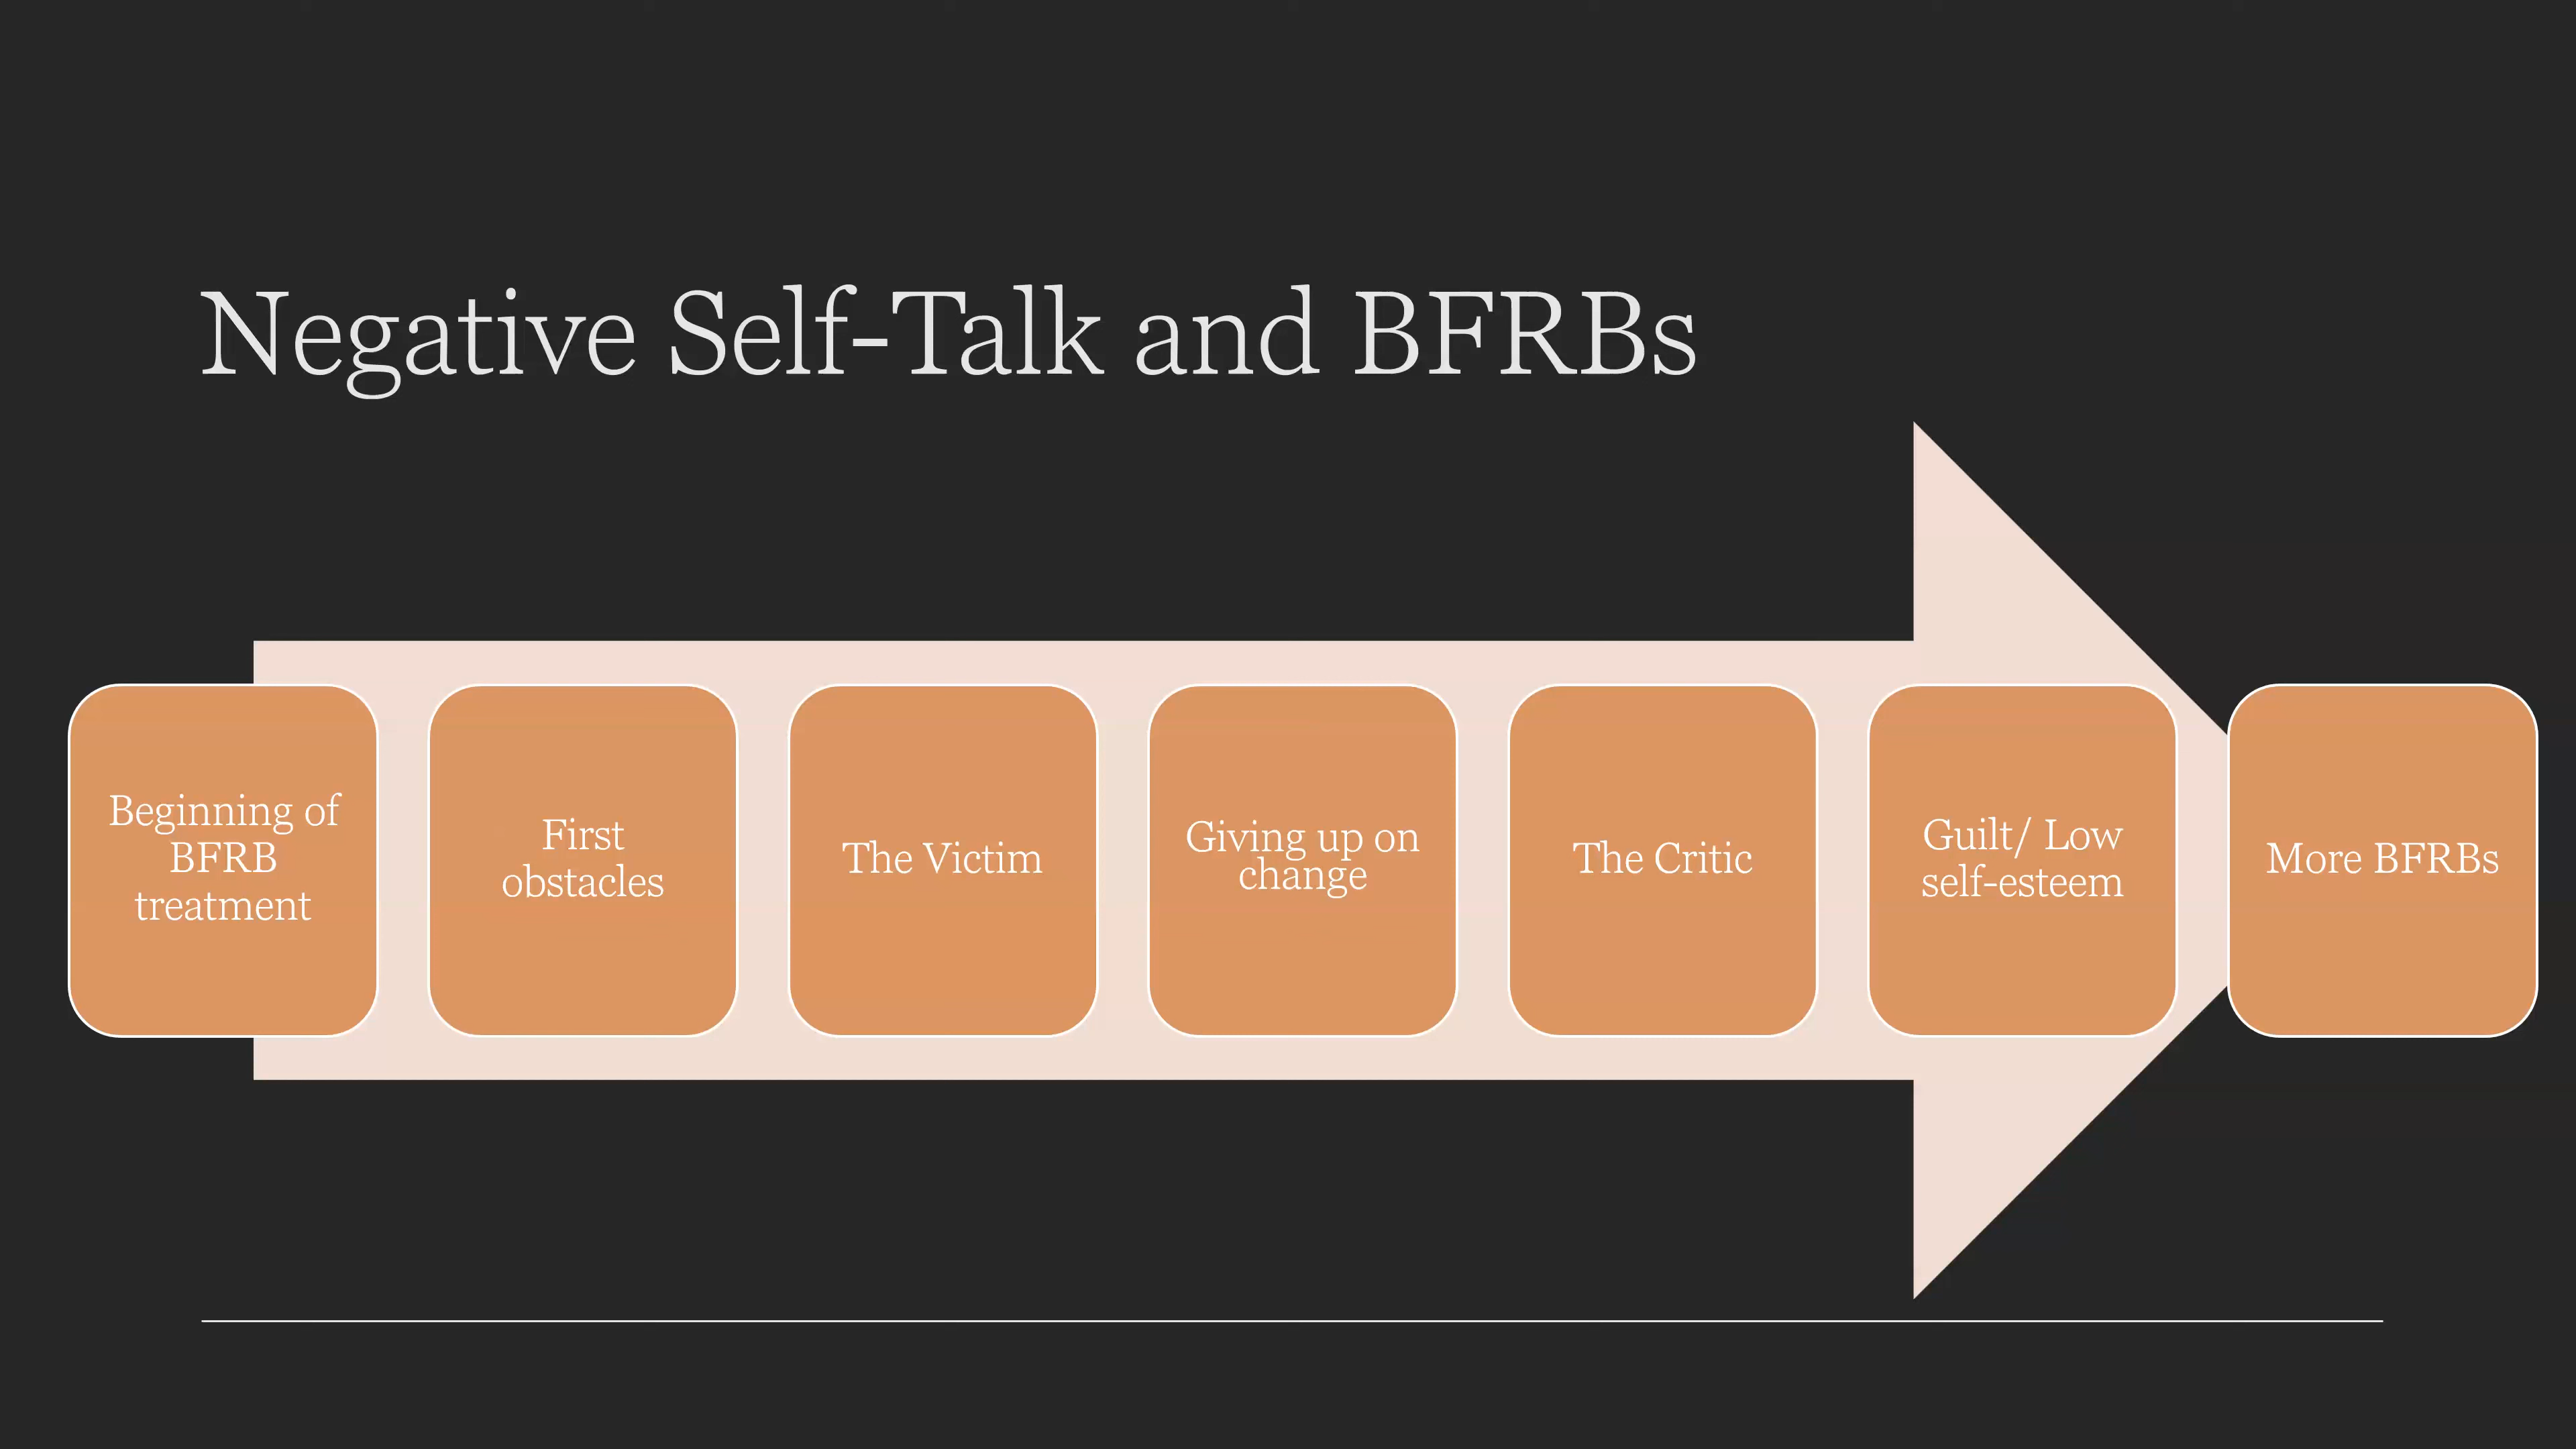 Negative Self-Talk and BFRBs
Beginning of
BFRB
treatment
First
obstacles
The Victim
Giving up on
change
The Critic
Guilt/ Low
self-esteem
More BFRBs